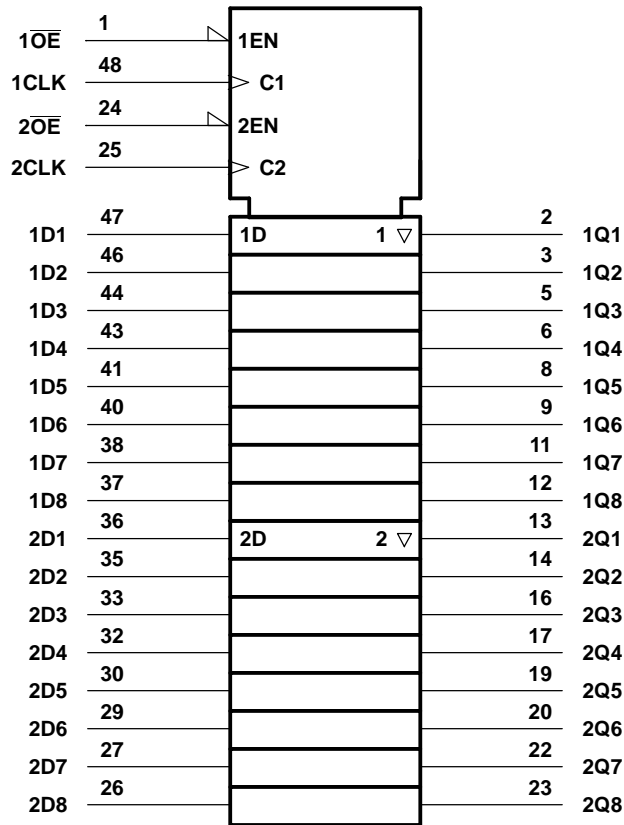 1O̅E̅ 1 1EN
1CLK 48 C1
2O̅E̅ 24 2EN
2CLK 25 C2
1D1 47 1D 1 ▽ 2 1Q1
1D2 46 3 1Q2
1D3 44 5 1Q3
1D4 43 6 1Q4
1D5 41 8 1Q5
1D6 40 9 1Q6
1D7 38 11 1Q7
1D8 37 12 1Q8
2D1 36 2D 2 ▽ 13 2Q1
2D2 35 14 2Q2
2D3 33 16 2Q3
2D4 32 17 2Q4
2D5 30 19 2Q5
2D6 29 20 2Q6
2D7 27 22 2Q7
2D8 26 23 2Q8